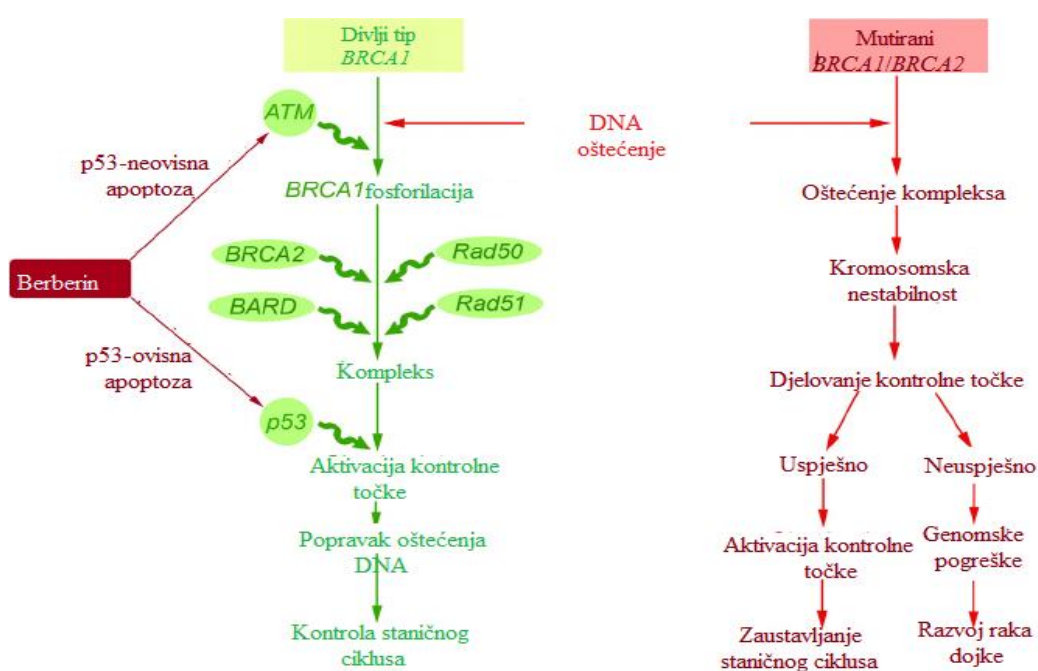 Divlji tip
BRCA1
Mutirani
BRCA1/BRCA2
ATM
DNA
oštećenje
p53-neovisna
apoptoza
BRCA1 fosforilacija
Oštećenje kompleksa
BRCA2
Rad50
Berberin
Kromosomska
nestabilnost
BARD
Rad51
p53-ovisna
apoptoza
Kompleks
Djelovanje kontrolne točke
p53
Aktivacija kontrolne
točke
Uspješno
Neuspješno
Popravak oštećenja
DNA
Aktivacija kontrolne
točke
Genomske
pogreške
Kontrola staničnog
ciklusa
Zaustavljanje
staničnog ciklusa
Razvoj raka
dojke